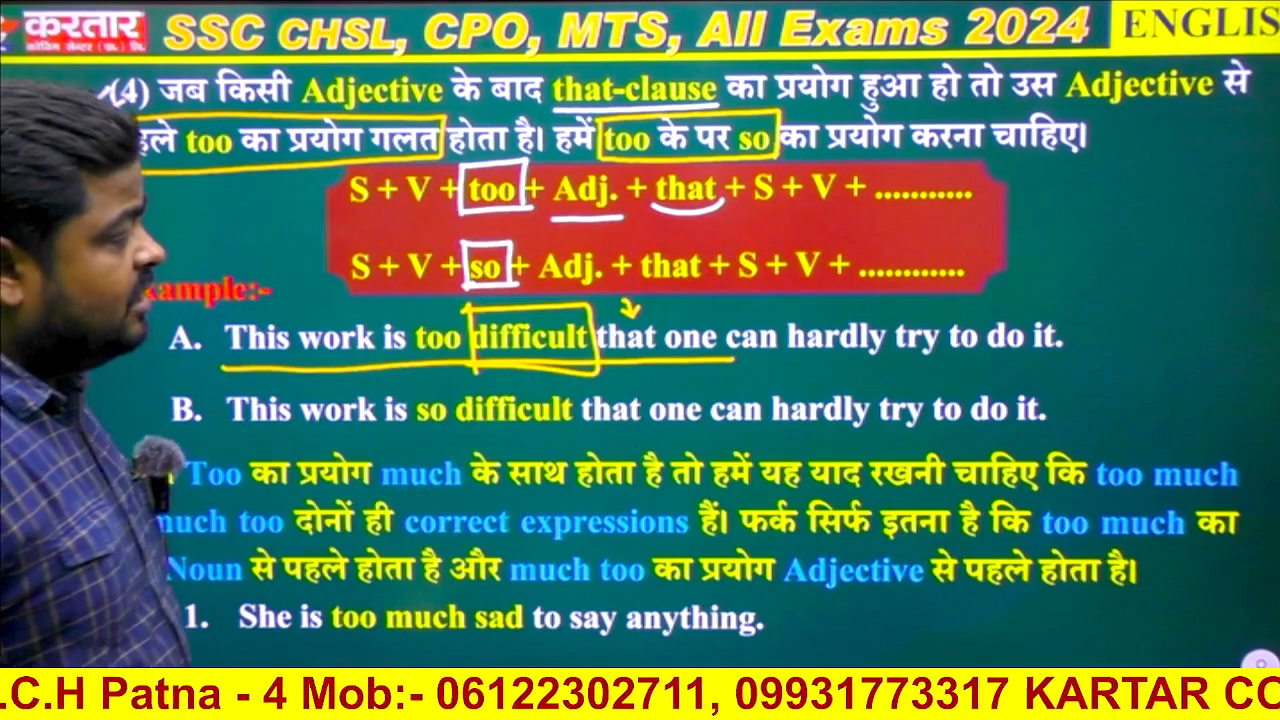 करतार
कोचिंग सेन्टर (प्रा.) लि.
SSC CHSL, CPO, MTS, All Exams 2024
ENGLIS
(4) जब किसी Adjective के बाद that-clause का प्रयोग हुआ हो तो उस Adjective से
हले too का प्रयोग गलत होता है। हमें too के पर so का प्रयोग करना चाहिए।
S + V + too + Adj. + that + S + V + ............
S + V + so + Adj. + that + S + V + ............
xample:-
A. This work is too difficult that one can hardly try to do it.
B. This work is so difficult that one can hardly try to do it.
Too का प्रयोग much के साथ होता है तो हमें यह याद रखनी चाहिए कि too much
much too दोनों ही correct expressions हैं। फर्क सिर्फ इतना है कि too much का
Noun से पहले होता है और much too का प्रयोग Adjective से पहले होता है।
1. She is too much sad to say anything.
.C.H Patna - 4 Mob:- 06122302711, 09931773317 KARTAR CO